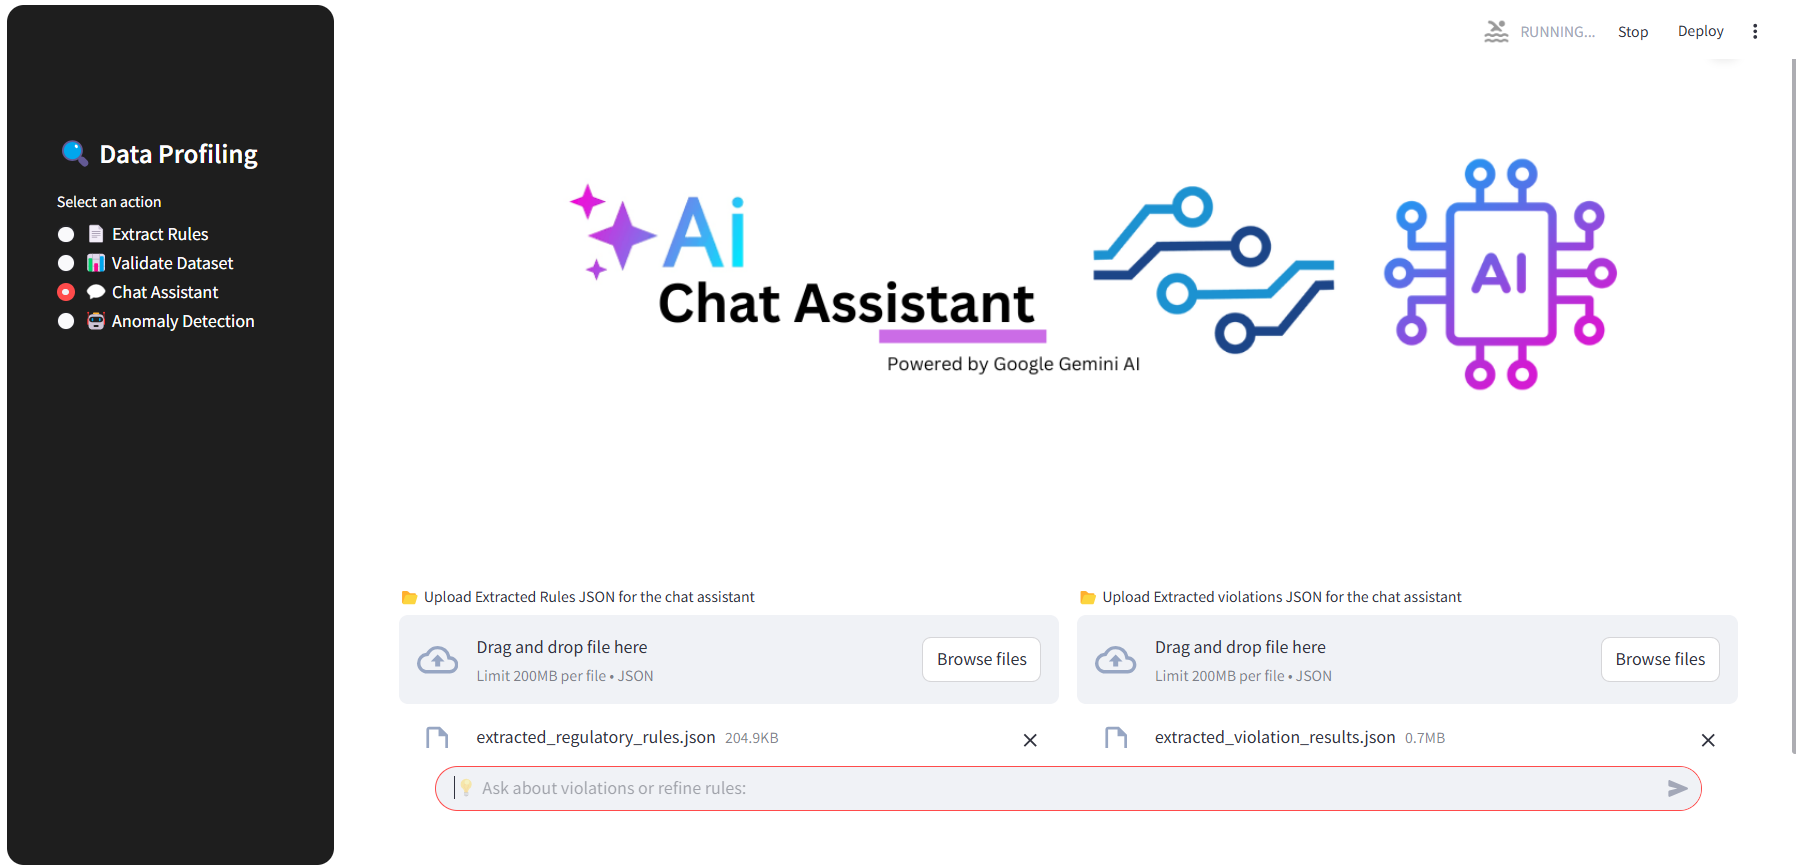 RUNNING...
Stop
Deploy
Data Profiling
Select an action
Extract Rules
Validate Dataset
Chat Assistant
Anomaly Detection
Ai
Chat Assistant
Powered by Google Gemini AI
AI
Upload Extracted Rules JSON for the chat assistant
Drag and drop file here
Limit 200MB per file • JSON
Browse files
extracted_regulatory_rules.json 204.9KB
Upload Extracted violations JSON for the chat assistant
Drag and drop file here
Limit 200MB per file • JSON
Browse files
extracted_violation_results.json 0.7MB
Ask about violations or refine rules: